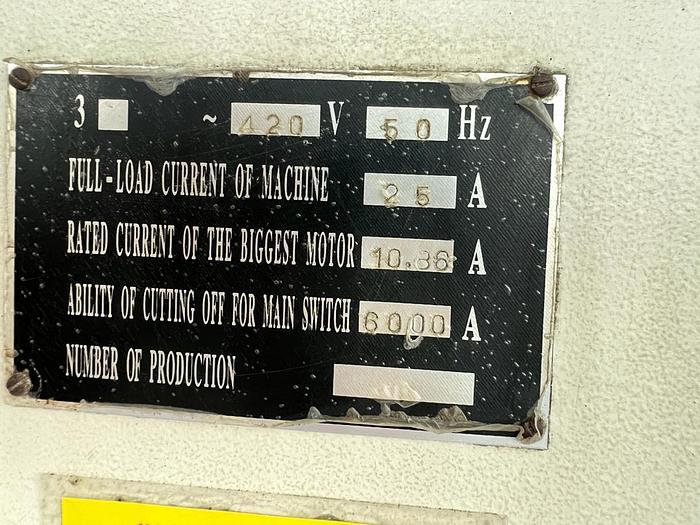 3 ~ 420 V 50 Hz
FULL-LOAD CURRENT OF MACHINE 25 A
RATED CURRENT OF THE BIGGEST MOTOR 10.86 A
ABILITY OF CUTTING OFF FOR MAIN SWITCH 6000 A
NUMBER OF PRODUCTION